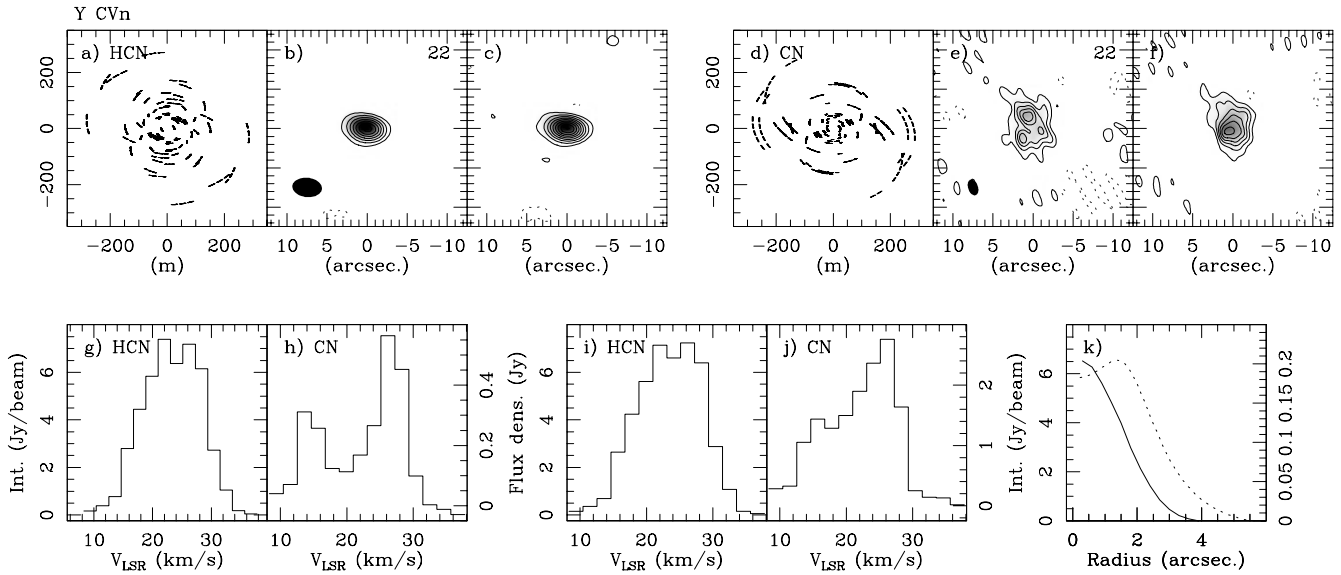 Y CVn
a) HCN
b)
22
c)
d) CN
e)
22
f)
200
0
−200
200
0
−200
−200 0 200
(m)
10 5 0 −5 −10
(arcsec.)
10 5 0 −5 −10
(arcsec.)
−200 0 200
(m)
10 5 0 −5 −10
(arcsec.)
10 5 0 −5 −10
(arcsec.)
g) HCN
h) CN
i) HCN
j) CN
k)
Int. (Jy/beam)
0 2 4 6
0 0.2 0.4
Flux dens. (Jy)
0 2 4 6
0 1 2
Int. (Jy/beam)
0 2 4 6
0 0.05 0.1 0.15 0.2
10 20 30
V_LSR (km/s)
10 20 30
V_LSR (km/s)
10 20 30
V_LSR (km/s)
10 20 30
V_LSR (km/s)
0 2 4
Radius (arcsec.)